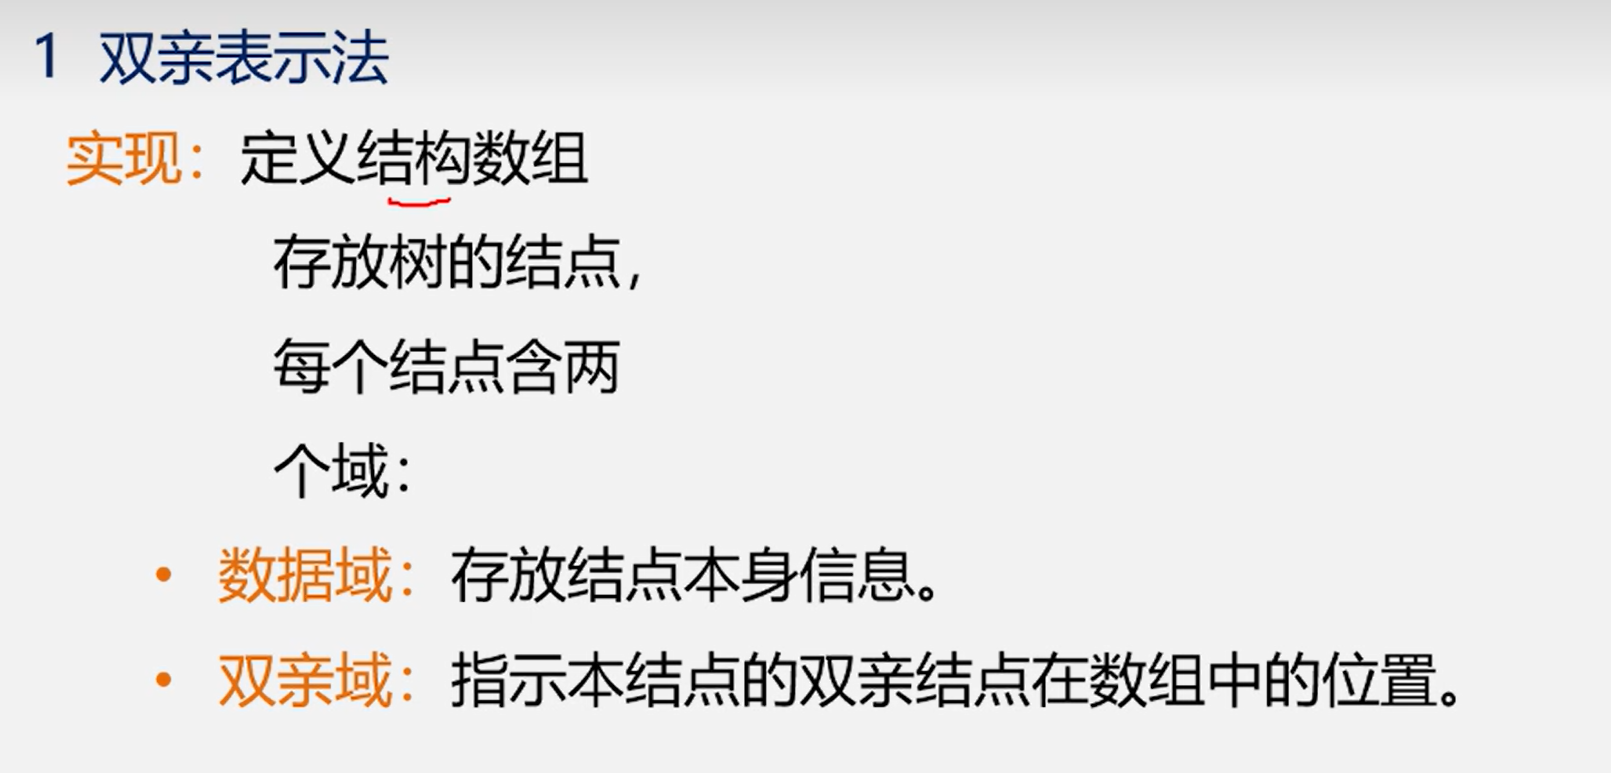 1 双亲表示法
实现：定义结构数组
存放树的结点，
每个结点含两
个域：
• 数据域：存放结点本身信息。
• 双亲域：指示本结点的双亲结点在数组中的位置。